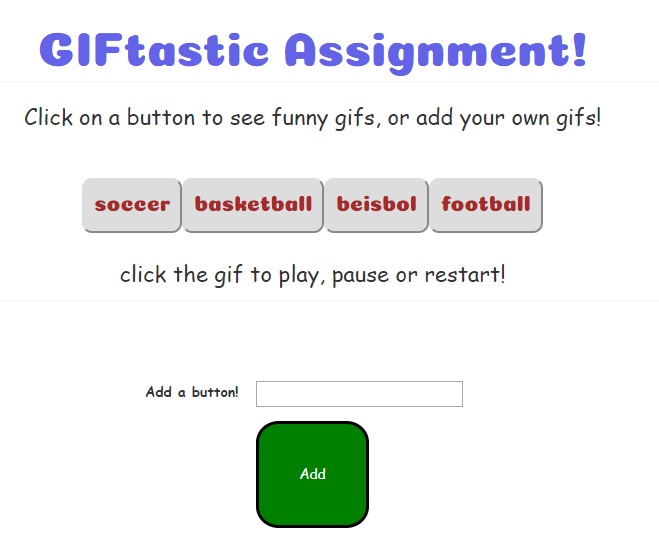 GIFtastic Assignment!
Click on a button to see funny gifs, or add your own gifs!
soccer basketball beisbol football
click the gif to play, pause or restart!
Add a button!
Add